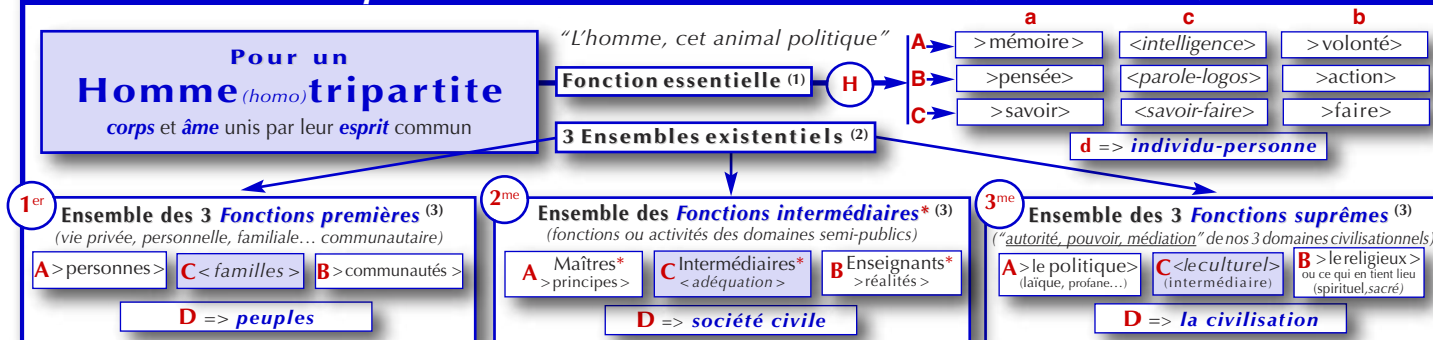 Pour un
Homme (homo) tripartite
corps et âme unis par leur esprit commun
“L'homme, cet animal politique”
Fonction essentielle (1)
H
3 Ensembles existentiels (2)
a c b
A >mémoire> <intelligence> >volonté>
B >pensée> <parole-logos> >action>
C >savoir> <savoir-faire> >faire>
d => individu-personne
1er
Ensemble des 3 Fonctions premières (3)
(vie privée, personnelle, familiale… communautaire)
A >personnes> C < familles > B >communautés >
D => peuples
2me
Ensemble des Fonctions intermédiaires* (3)
(fonctions ou activités des domaines semi-publics)
A Maîtres* C Intermédiaires* B Enseignants*
>principes> < adéquation > >réalités>
D => société civile
3me
Ensemble des 3 Fonctions suprêmes (3)
(“autorité, pouvoir, médiation” de nos 3 domaines civilisationnels)
A >le politique>
(laïque, profane…)
C <le culturel>
(intermédiaire)
B >le religieux>
ou ce qui en tient lieu
(spirituel, sacré)
D => la civilisation